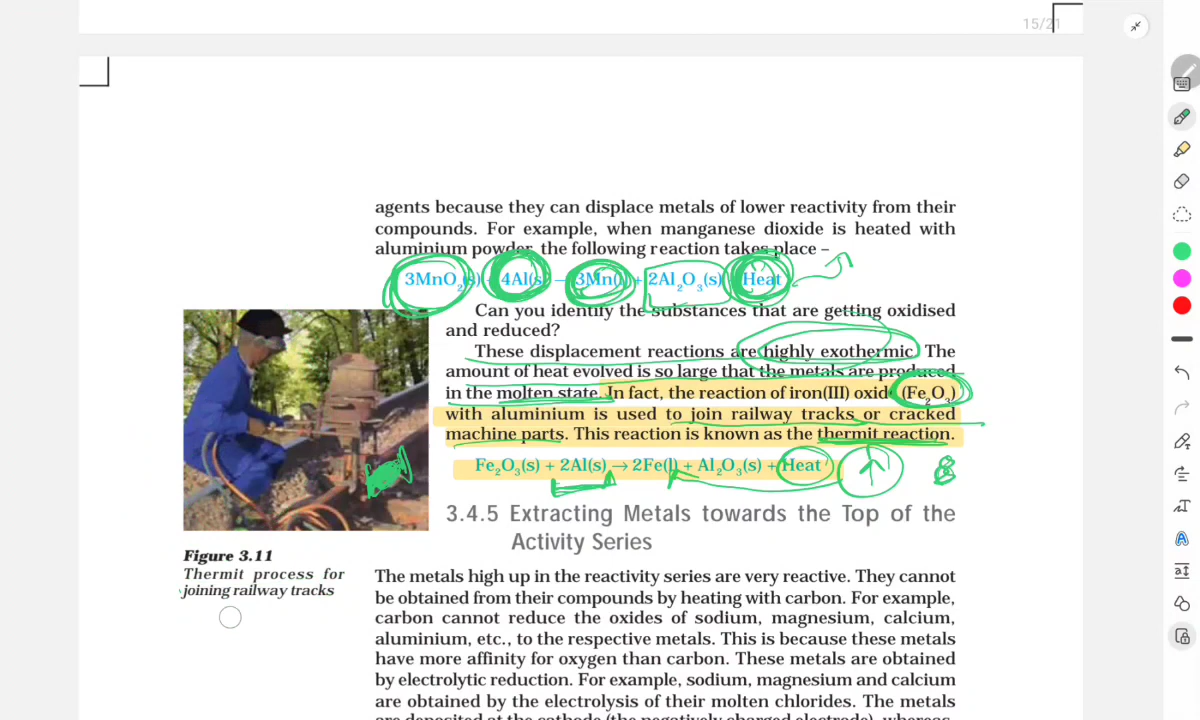 15/21
agents because they can displace metals of lower reactivity from their
compounds. For example, when manganese dioxide is heated with
aluminium powder, the following reaction takes place –
3MnO₂(s) + 4Al(s) → 3Mn(l) + 2Al₂O₃(s) + Heat
Can you identify the substances that are getting oxidised
and reduced?
These displacement reactions are highly exothermic. The
amount of heat evolved is so large that the metals are produced
in the molten state. In fact, the reaction of iron(III) oxide (Fe₂O₃)
with aluminium is used to join railway tracks or cracked
machine parts. This reaction is known as the thermit reaction.
Fe₂O₃(s) + 2Al(s) → 2Fe(l) + Al₂O₃(s) + Heat
3.4.5 Extracting Metals towards the Top of the
Activity Series
Figure 3.11
Thermit process for
joining railway tracks
The metals high up in the reactivity series are very reactive. They cannot
be obtained from their compounds by heating with carbon. For example,
carbon cannot reduce the oxides of sodium, magnesium, calcium,
aluminium, etc., to the respective metals. This is because these metals
have more affinity for oxygen than carbon. These metals are obtained
by electrolytic reduction. For example, sodium, magnesium and calcium
are obtained by the electrolysis of their molten chlorides. The metals
are deposited at the cathode (the negatively charged electrode), whereas